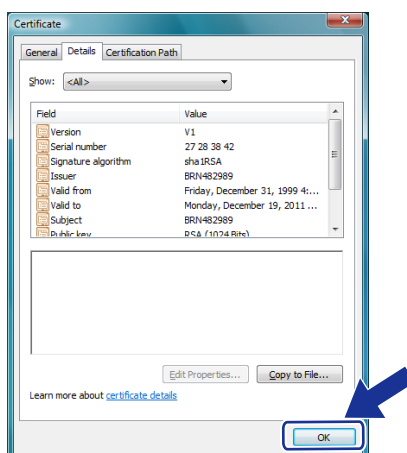 Certificate
General Details Certification Path
Show: <All>
Field Value
Version V1
Serial number 27 28 38 42
Signature algorithm sha1RSA
Issuer BRN482989
Valid from Friday, December 31, 1999 4:...
Valid to Monday, December 19, 2011 ...
Subject BRN482989
Public key RSA (1024 Bits)
Edit Properties... Copy to File...
Learn more about certificate details
OK